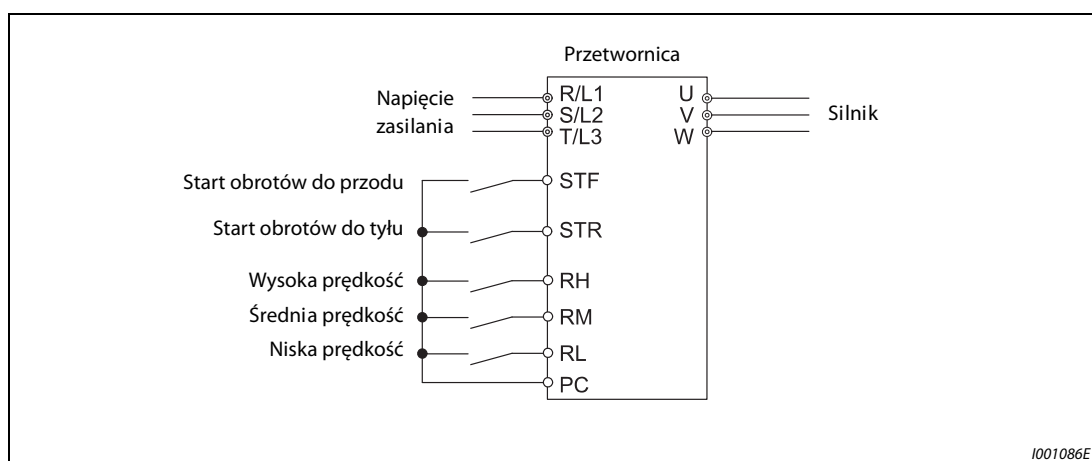 Przetwornica
Napięcie
zasilania
R/L1
S/L2
T/L3
U
V
W
Silnik
Start obrotów do przodu
STF
Start obrotów do tyłu
STR
Wysoka prędkość
RH
Średnia prędkość
RM
Niska prędkość
RL
PC
I001086E